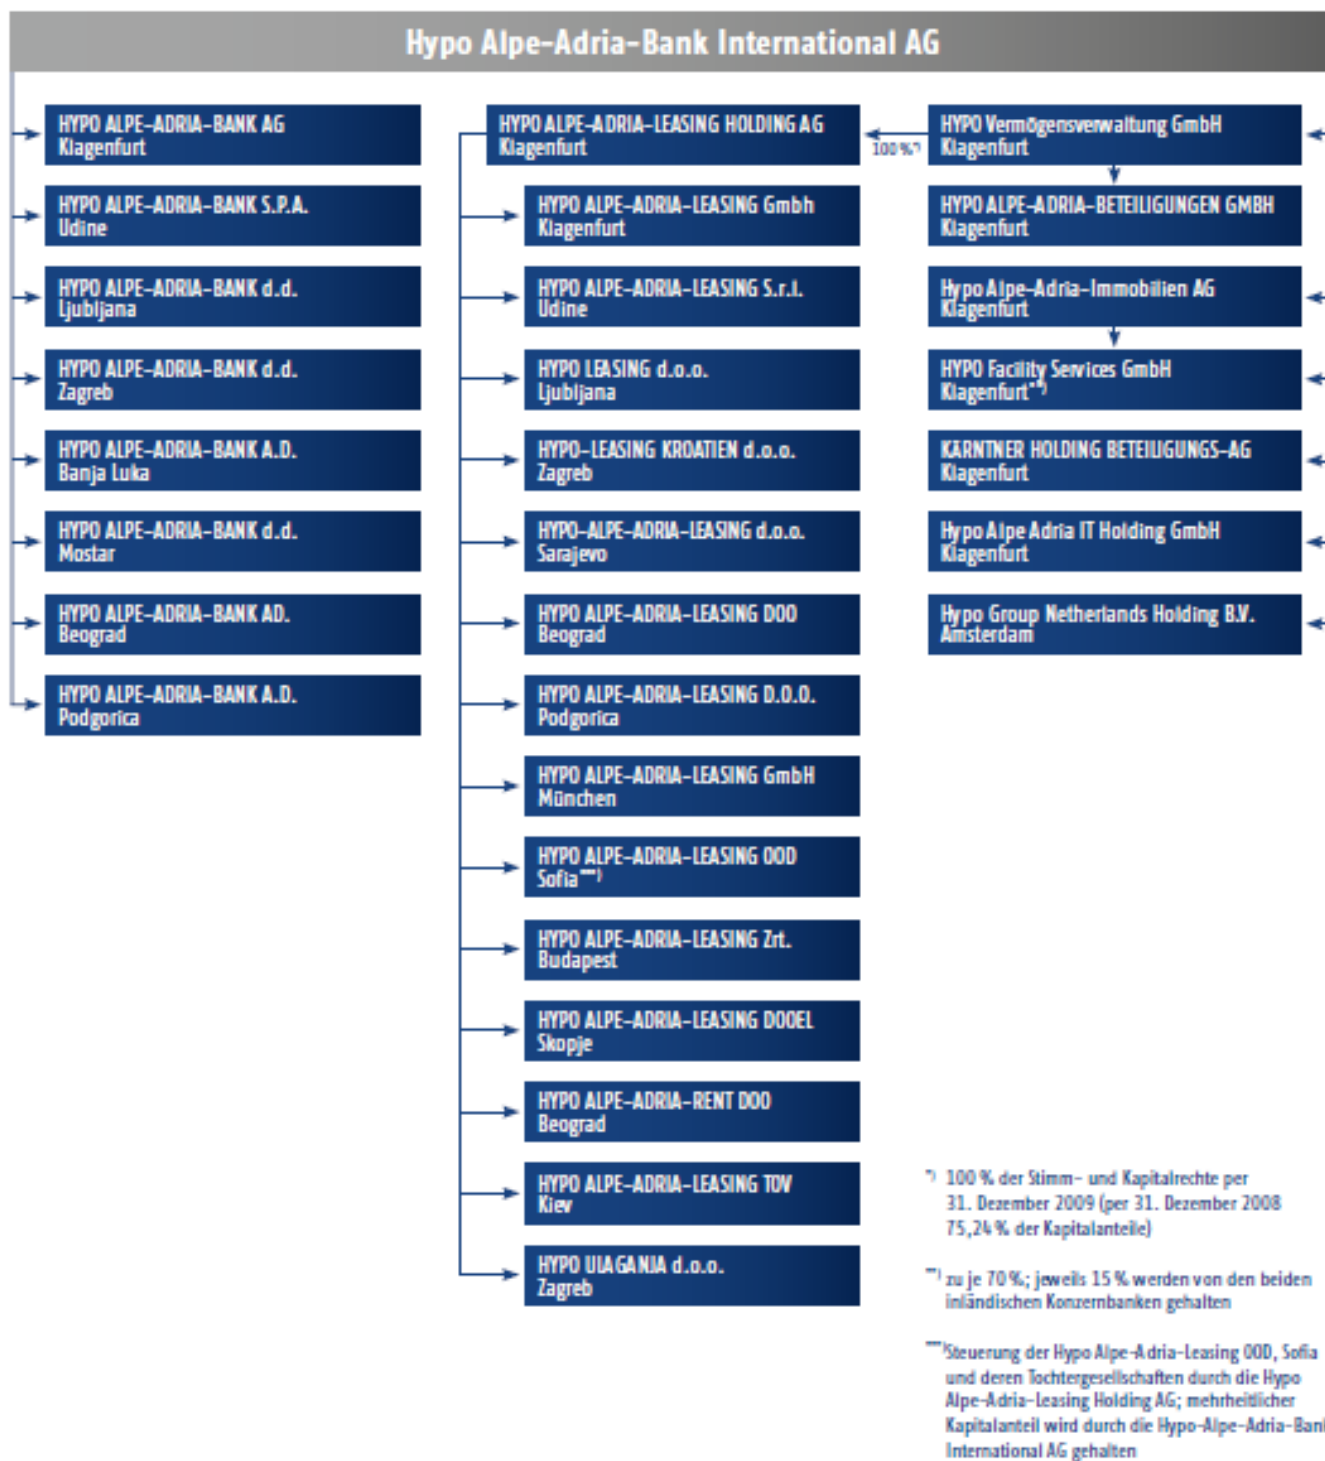 Hypo Alpe-Adria-Bank International AG
HYPO ALPE-ADRIA-BANK AG
Klagenfurt
HYPO ALPE-ADRIA-BANK S.P.A.
Udine
HYPO ALPE-ADRIA-BANK d.d.
Ljubljana
HYPO ALPE-ADRIA-BANK d.d.
Zagreb
HYPO ALPE-ADRIA-BANK A.D.
Banja Luka
HYPO ALPE-ADRIA-BANK d.d.
Mostar
HYPO ALPE-ADRIA-BANK AD.
Beograd
HYPO ALPE-ADRIA-BANK A.D.
Podgorica
HYPO ALPE-ADRIA-LEASING HOLDING AG
Klagenfurt
HYPO ALPE-ADRIA-LEASING Gmbh
Klagenfurt
HYPO ALPE-ADRIA-LEASING S.r.l.
Udine
HYPO LEASING d.o.o.
Ljubljana
HYPO-LEASING KROATIEN d.o.o.
Zagreb
HYPO-ALPE-ADRIA-LEASING d.o.o.
Sarajevo
HYPO ALPE-ADRIA-LEASING DOO
Beograd
HYPO ALPE-ADRIA-LEASING D.O.O.
Podgorica
HYPO ALPE-ADRIA-LEASING GmbH
München
HYPO ALPE-ADRIA-LEASING OOD
Sofia***)
HYPO ALPE-ADRIA-LEASING Zrt.
Budapest
HYPO ALPE-ADRIA-LEASING DOOEL
Skopje
HYPO ALPE-ADRIA-RENT DOO
Beograd
HYPO ALPE-ADRIA-LEASING TOV
Kiev
HYPO ULAGANJA d.o.o.
Zagreb
100 %*)
HYPO Vermögensverwaltung GmbH
Klagenfurt
HYPO ALPE-ADRIA-BETEILIGUNGEN GMBH
Klagenfurt
Hypo Alpe-Adria-Immobilien AG
Klagenfurt
HYPO Facility Services GmbH
Klagenfurt**)
KÄRNTNER HOLDING BETEILIGUNGS-AG
Klagenfurt
Hypo Alpe Adria IT Holding GmbH
Klagenfurt
Hypo Group Netherlands Holding B.V.
Amsterdam
*) 100 % der Stimm- und Kapitalrechte per
31. Dezember 2009 (per 31. Dezember 2008
75,24 % der Kapitalanteile)
**) zu je 70 %; jeweils 15 % werden von den beiden
inländischen Konzernbanken gehalten
***) Steuerung der Hypo Alpe-Adria-Leasing OOD, Sofia
und deren Tochtergesellschaften durch die Hypo
Alpe-Adria-Leasing Holding AG; mehrheitlicher
Kapitalanteil wird durch die Hypo-Alpe-Adria-Bank
International AG gehalten